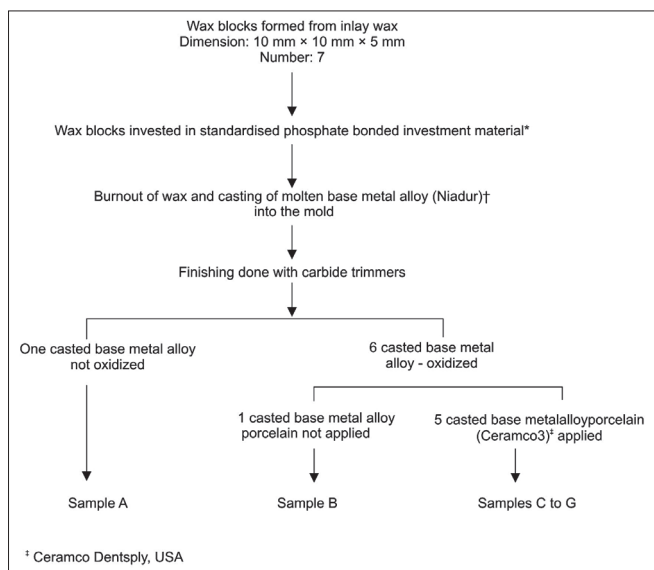 Wax blocks formed from inlay wax
Dimension: 10 mm × 10 mm × 5 mm
Number: 7
Wax blocks invested in standardised phosphate bonded investment material*
Burnout of wax and casting of molten base metal alloy (Niadur)†
into the mold
Finishing done with carbide trimmers
One casted base metal alloy
not oxidized
6 casted base metal
alloy - oxidized
1 casted base metal alloy
porcelain not applied
5 casted base metalalloyporcelain
(Ceramco3)‡ applied
Sample A
Sample B
Samples C to G
‡ Ceramco Dentsply, USA